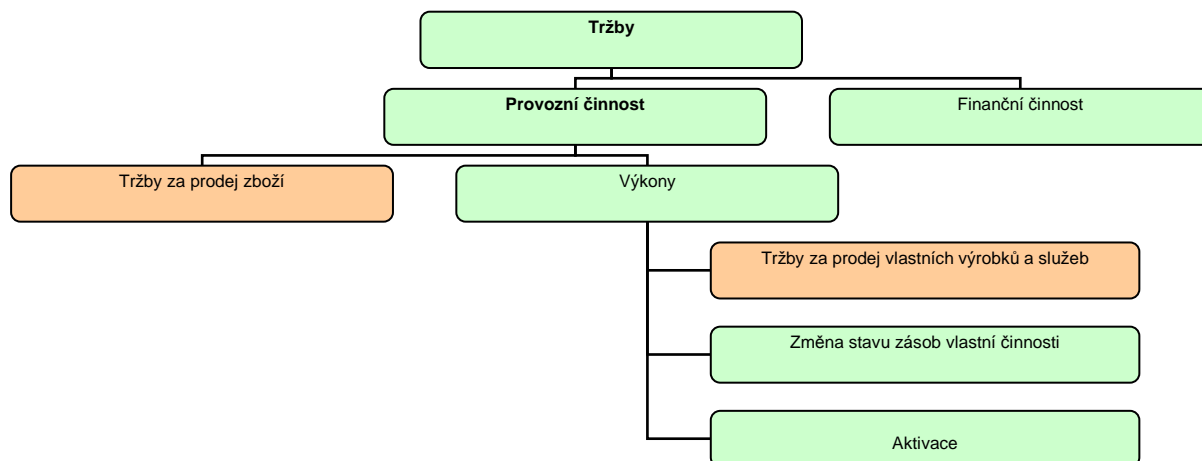 Tržby
Provozní činnost
Finanční činnost
Tržby za prodej zboží
Výkony
Tržby za prodej vlastních výrobků a služeb
Změna stavu zásob vlastní činnosti
Aktivace